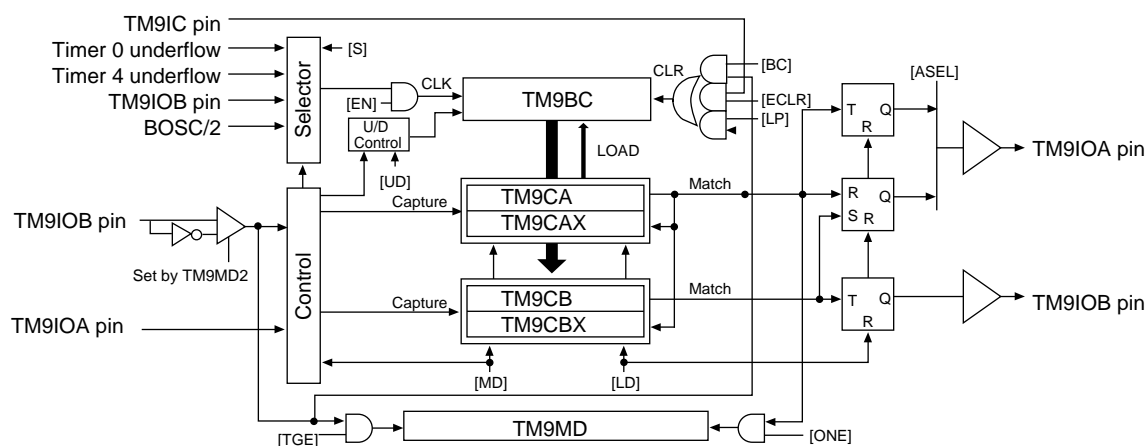 TM9IC pin
Timer 0 underflow
[S]
Timer 4 underflow
TM9IOB pin
BOSC/2
Selector
[EN]
CLK
TM9BC
CLR
[BC]
[ECLR]
[LP]
[ASEL]
T
Q
R
TM9IOA pin
U/D
Control
[UD]
LOAD
Capture
TM9CA
TM9CAX
Match
R
S
R
Q
TM9IOB pin
Set by TM9MD2
Control
Capture
TM9CB
TM9CBX
Match
T
Q
R
TM9IOB pin
TM9IOA pin
[MD]
[LD]
[TGE]
TM9MD
[ONE]